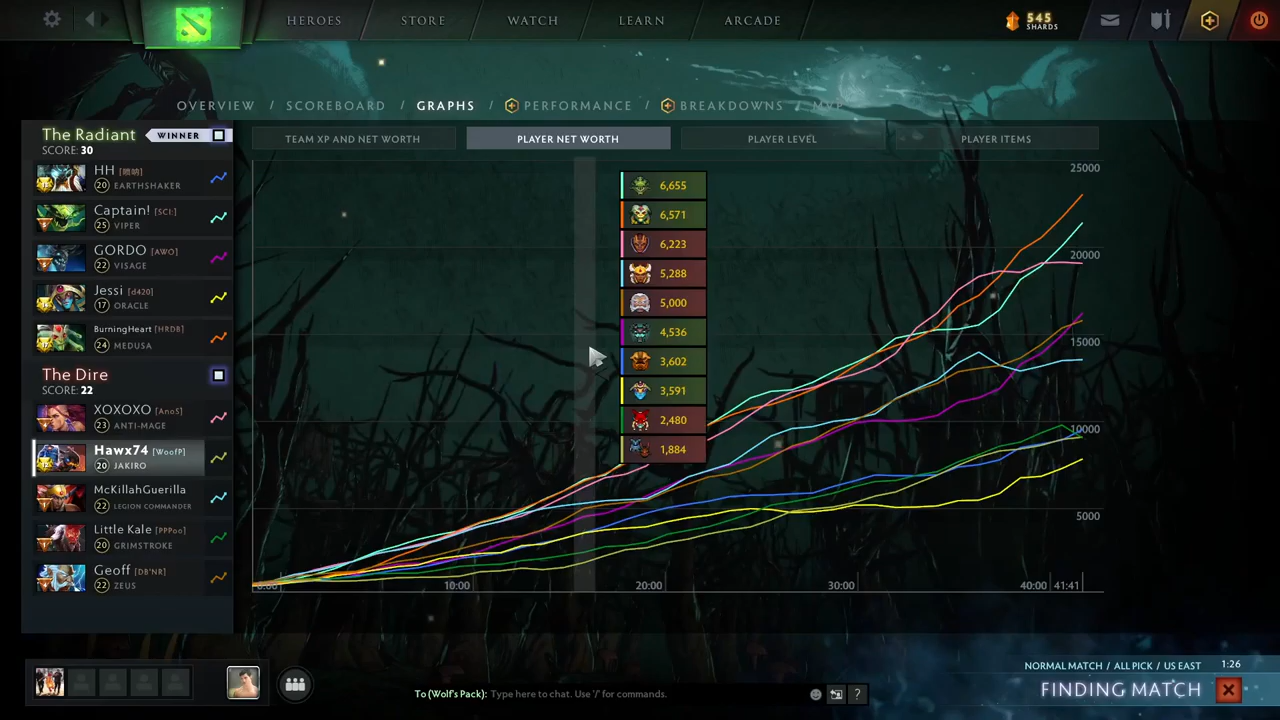 HEROES
STORE
WATCH
LEARN
ARCADE
545
SHARDS
OVERVIEW / SCOREBOARD / GRAPHS / PERFORMANCE / BREAKDOWNS / MVP
The Radiant
WINNER
SCORE: 30
TEAM XP AND NET WORTH
PLAYER NET WORTH
PLAYER LEVEL
PLAYER ITEMS
HH
20 EARTHSHAKER
Captain! [SCI:]
25 VIPER
GORDO [AWO]
22 VISAGE
Jessi [d420]
17 ORACLE
BurningHeart [HRDB]
24 MEDUSA
The Dire
SCORE: 22
XOXOXO [AnoS]
23 ANTI-MAGE
Hawx74 [WoofP]
20 JAKIRO
McKillahGuerilla
22 LEGION COMMANDER
Little Kale [PPPoo]
20 GRIMSTROKE
Geoff [DB'NR]
22 ZEUS
6,655
6,571
6,223
5,288
5,000
4,536
3,602
3,591
2,480
1,884
25000
20000
15000
10000
5000
0:00
10:00
20:00
30:00
40:00
41:41
To (Wolf's Pack): Type here to chat. Use '/' for commands.
?
NORMAL MATCH / ALL PICK / US EAST 1:26
FINDING MATCH